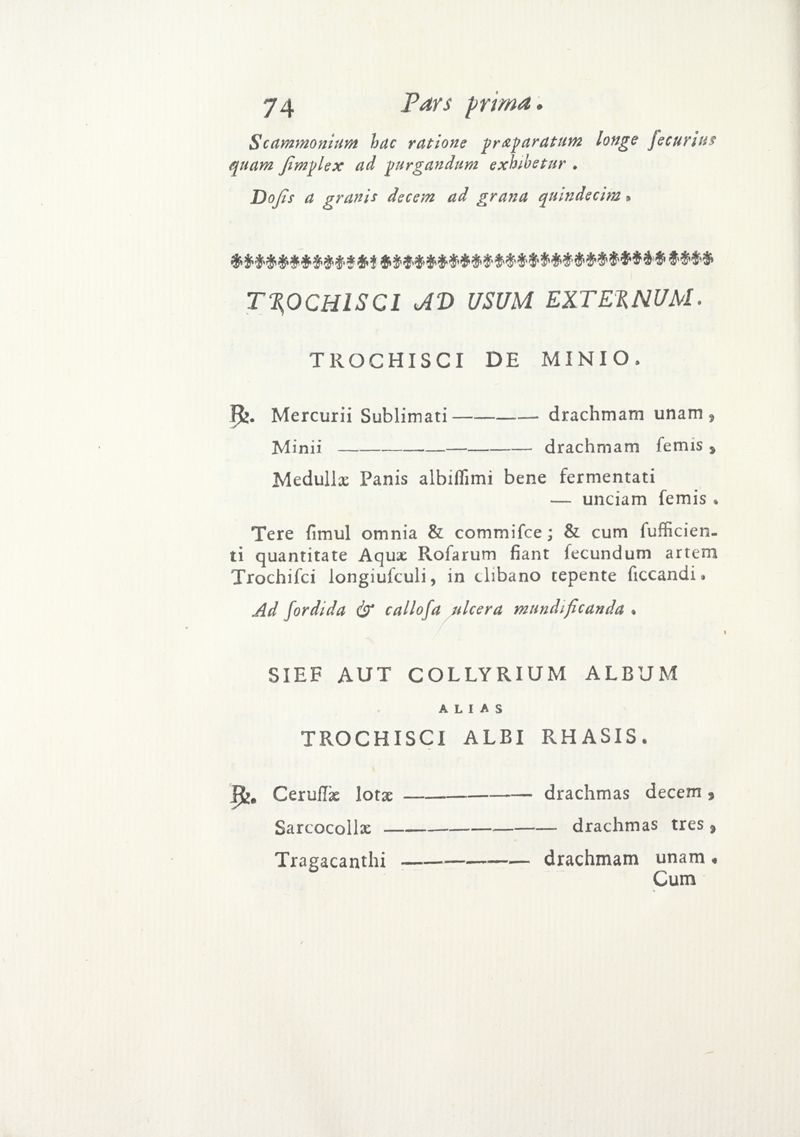 74 Pars prima.
Scammonium hac ratione præparatum longe ſecurius
quam ſimplex ad purgandum exhibetur.
Doſis a granis decem ad grana quindecim.
TROCHISCI AD USUM EXTERNUM.
TROCHISCI DE MINIO.
℞. Mercurii Sublimati ——— drachmam unam,
Minii ——— drachmam ſemis,
Medullæ Panis albiſſimi bene fermentati
— unciam ſemis.
Tere ſimul omnia & commiſce; & cum ſufficien-
ti quantitate Aquæ Roſarum fiant ſecundum artem
Trochiſci longiuſculi, in clibano tepente ſiccandi.
Ad ſordida & calloſa ulcera mundificanda.
SIEF AUT COLLYRIUM ALBUM
ALIAS
TROCHISCI ALBI RHASIS.
℞. Ceruſſæ lotæ ——— drachmas decem,
Sarcocollæ ——— drachmas tres,
Tragacanthi ——— drachmam unam.
Cum